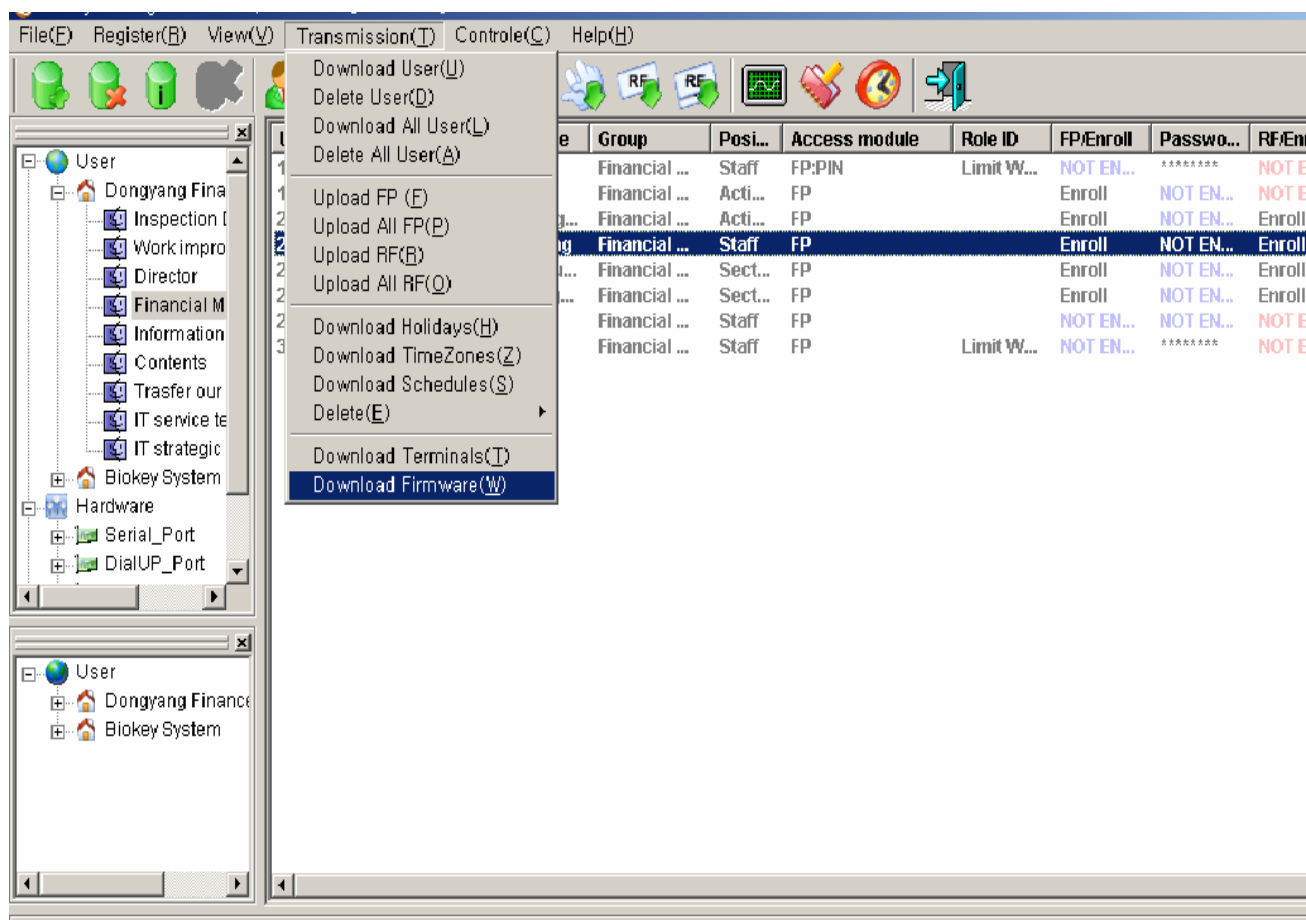 File(F) Register(R) View(V) Transmission(T) Controle(C) Help(H)
Download User(U)
Delete User(D)
Download All User(L)
Delete All User(A)
Upload FP (F)
Upload All FP(P)
Upload RF(R)
Upload All RF(O)
Download Holidays(H)
Download TimeZones(Z)
Download Schedules(S)
Delete(E)
Download Terminals(T)
Download Firmware(W)
RF RF
User
Dongyang Fina
Inspection
Work impro
Director
Financial M
Information
Contents
Trasfer our
IT service te
IT strategic
Biokey System
Hardware
Serial_Port
DialUP_Port
User
Dongyang Finance
Biokey System
Group Posi... Access module Role ID FP/Enroll Passwo... RF/En
Financial ... Staff FP:PIN Limit W... NOT EN... ******** NOT E
Financial ... Acti... FP Enroll NOT EN... NOT E
Financial ... Acti... FP Enroll NOT EN... Enroll
Financial ... Staff FP Enroll NOT EN... Enroll
Financial ... Sect... FP Enroll NOT EN... Enroll
Financial ... Sect... FP Enroll NOT EN... Enroll
Financial ... Staff FP NOT EN... NOT EN... NOT E
Financial ... Staff FP Limit W... NOT EN... ******** NOT E